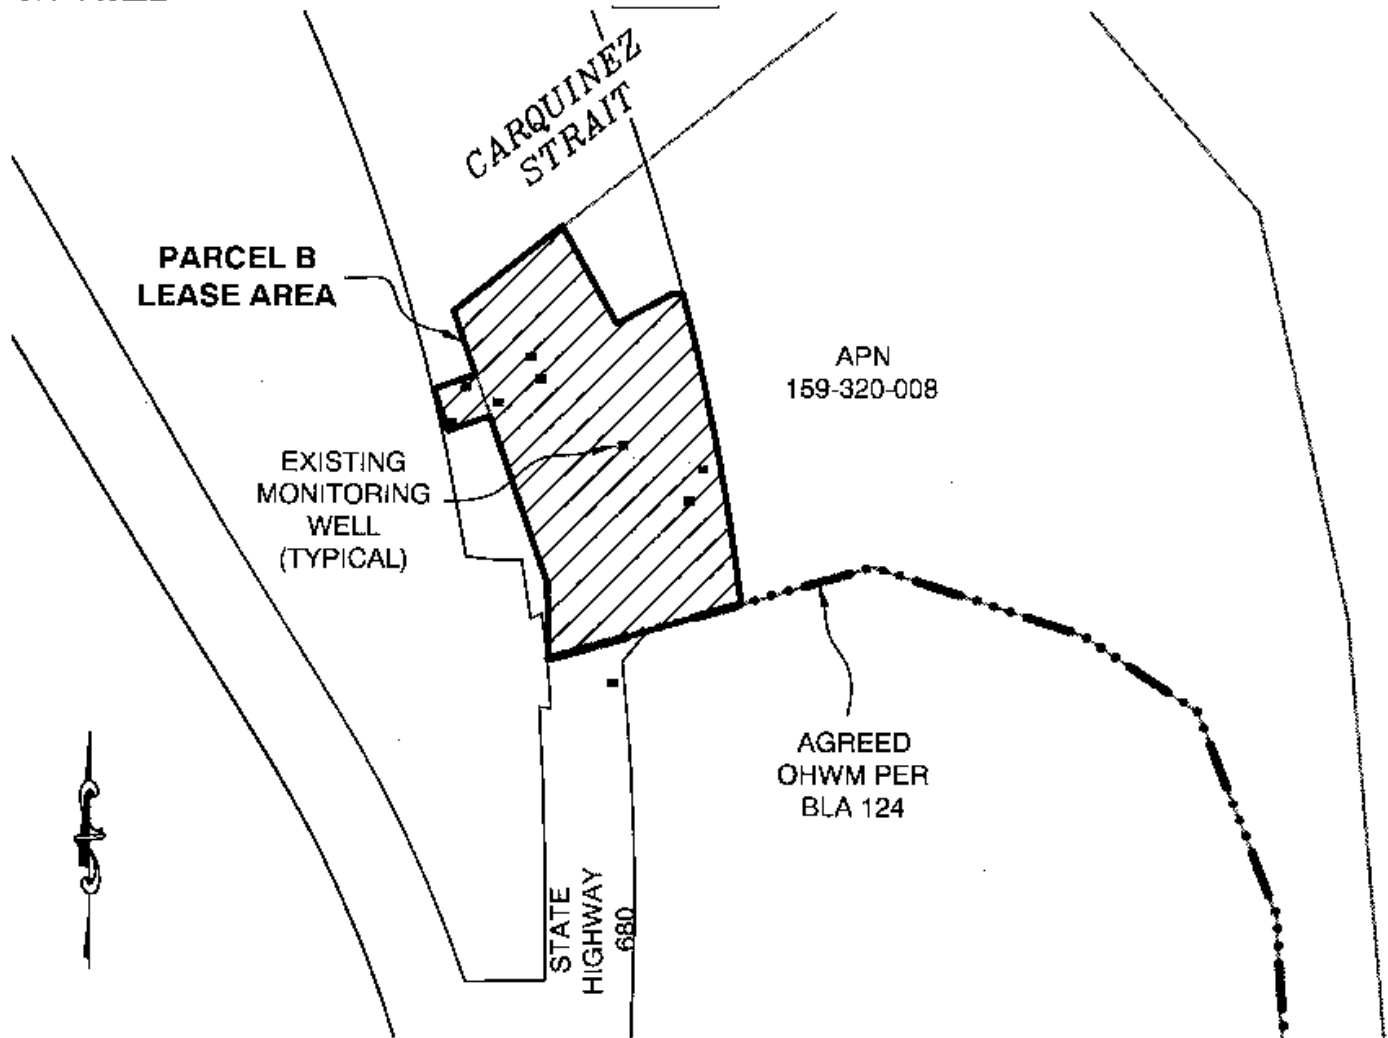 CARQUINEZ
STRAIT
PARCEL B
LEASE AREA
APN
159-320-008
EXISTING
MONITORING
WELL
(TYPICAL)
AGREED
OHWM PER
BLA 124
STATE
HIGHWAY
680